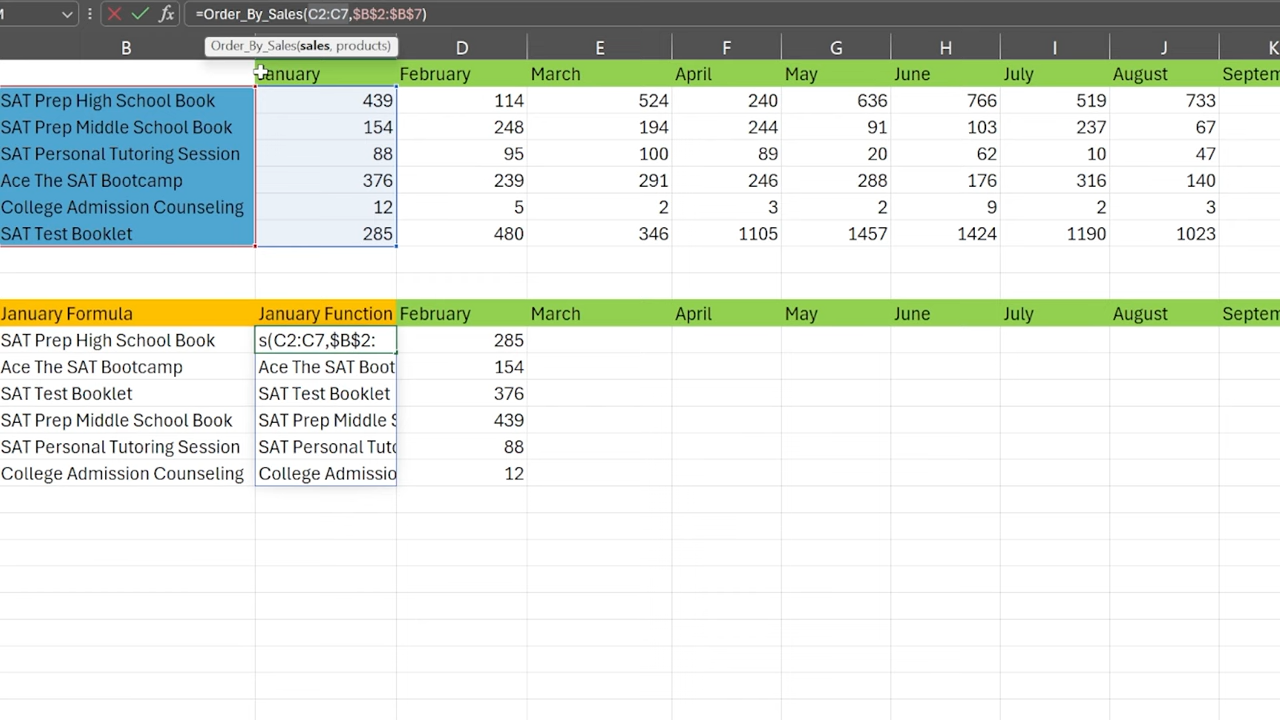 =Order_By_Sales(C2:C7,$B$2:$B$7)
Order_By_Sales(sales, products)
B D E F G H I J K
January February March April May June July August Septem
SAT Prep High School Book 439 114 524 240 636 766 519 733
SAT Prep Middle School Book 154 248 194 244 91 103 237 67
SAT Personal Tutoring Session 88 95 100 89 20 62 10 47
Ace The SAT Bootcamp 376 239 291 246 288 176 316 140
College Admission Counseling 12 5 2 3 2 9 2 3
SAT Test Booklet 285 480 346 1105 1457 1424 1190 1023
January Formula January Function February March April May June July August Septem
SAT Prep High School Book s(C2:C7,$B$2: 285
Ace The SAT Bootcamp Ace The SAT Boot 154
SAT Test Booklet SAT Test Booklet 376
SAT Prep Middle School Book SAT Prep Middle S 439
SAT Personal Tutoring Session SAT Personal Tuto 88
College Admission Counseling College Admissio 12